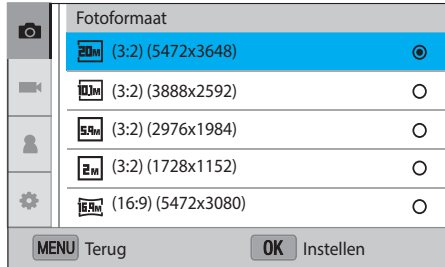 Fotoformaat
20M (3:2) (5472x3648)
10.1M (3:2) (3888x2592)
5.9M (3:2) (2976x1984)
2M (3:2) (1728x1152)
16.9M (16:9) (5472x3080)
MENU Terug OK Instellen